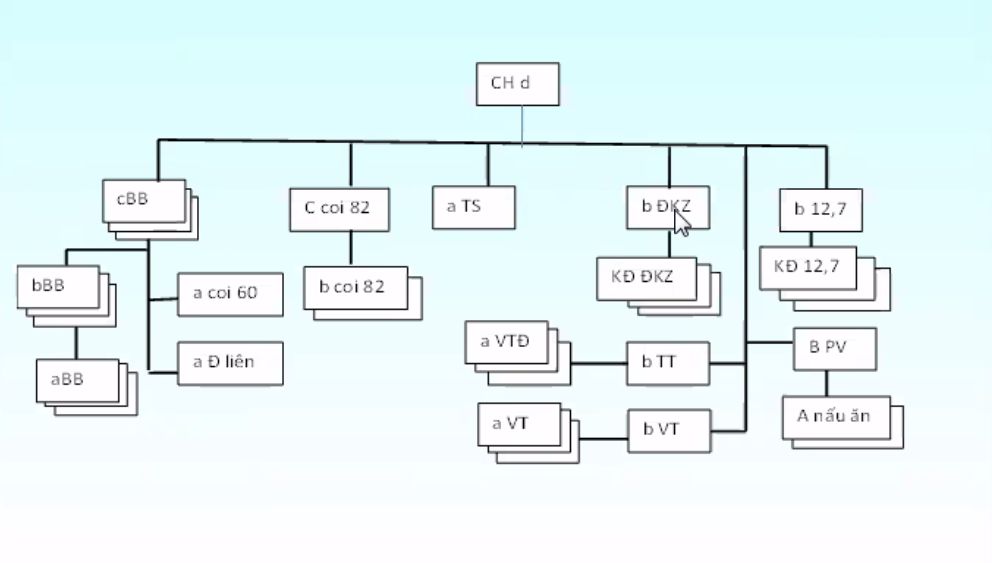 CH d
cBB
C coi 82
a TS
b ĐKZ
b 12,7
bBB
a coi 60
b coi 82
KĐ ĐKZ
KĐ 12,7
aBB
a Đ liên
a VTĐ
b TT
B PV
a VT
b VT
A nấu ăn